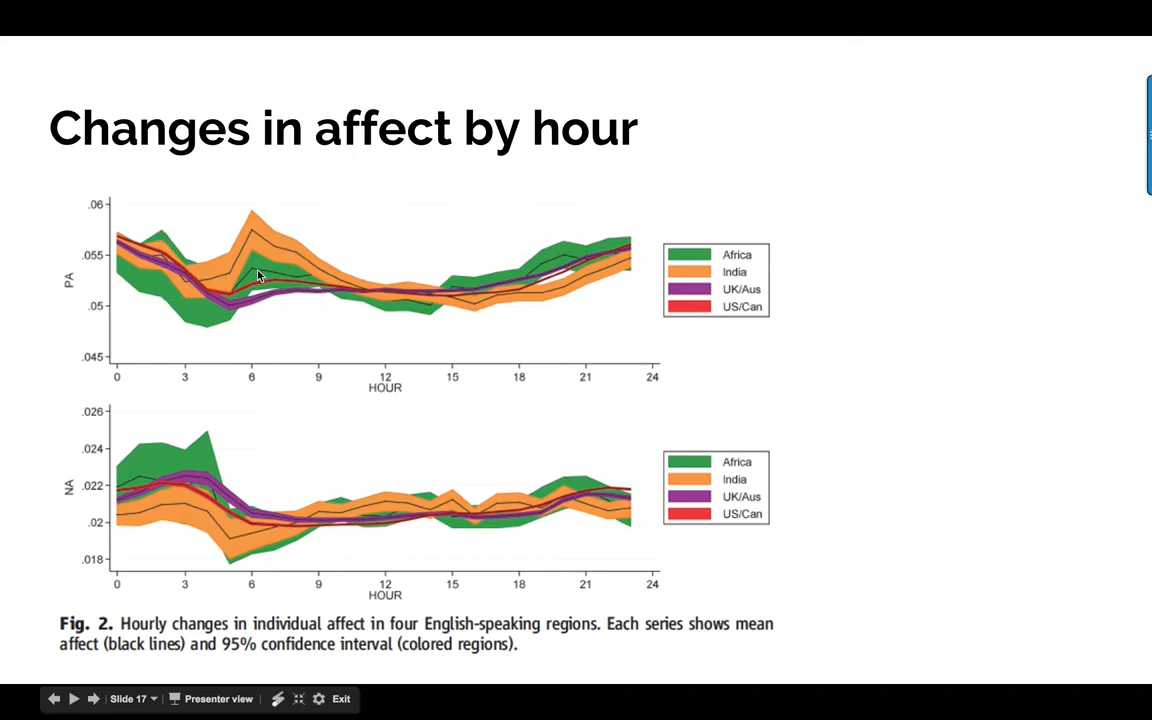 Changes in affect by hour
.06
.055
.05
.045
PA
0 3 6 9 12 15 18 21 24
HOUR
Africa
India
UK/Aus
US/Can
.026
.024
.022
.02
.018
NA
0 3 6 9 12 15 18 21 24
HOUR
Africa
India
UK/Aus
US/Can
Fig. 2. Hourly changes in individual affect in four English-speaking regions. Each series shows mean
affect (black lines) and 95% confidence interval (colored regions).
Slide 17 Presenter view Exit